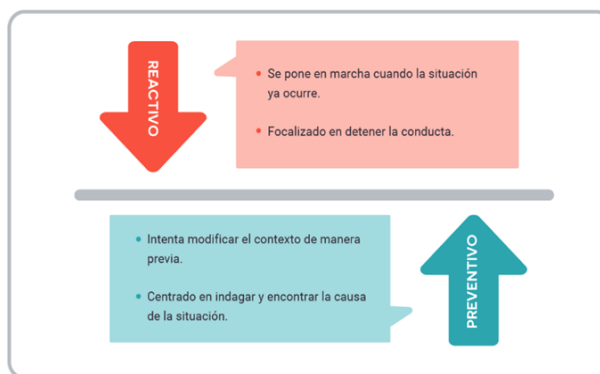 REACTIVO
• Se pone en marcha cuando la situación
ya ocurre.
• Focalizado en detener la conducta.
• Intenta modificar el contexto de manera
previa.
• Centrado en indagar y encontrar la causa
de la situación.
PREVENTIVO